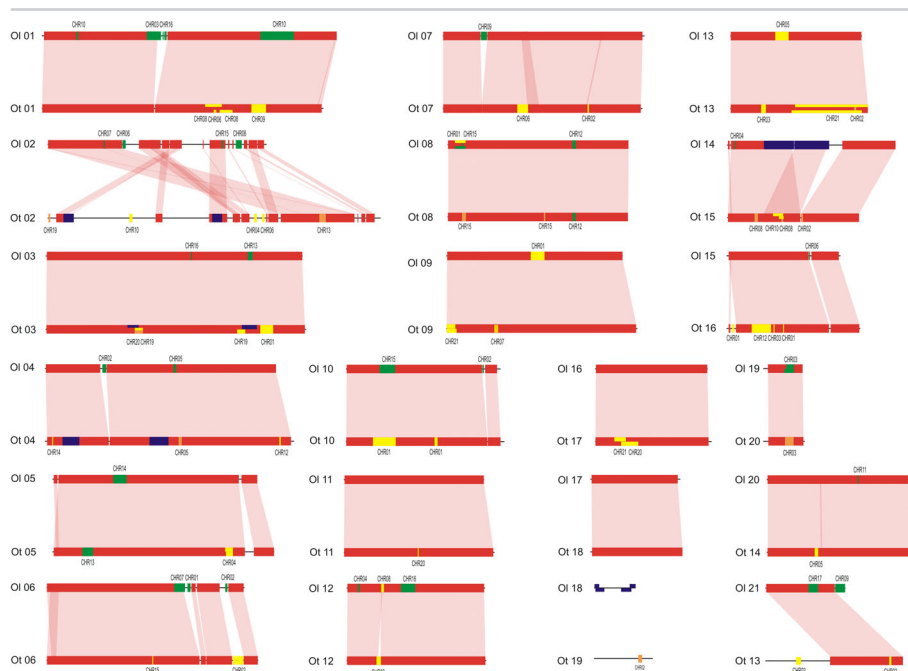 CHR10 CHR03 CHR16 CHR10
Ol 01
Ot 01
CHR08 CHR06 CHR08 CHR09
CHR07 CHR08 CHR15 CHR06
Ol 02
Ot 02
CHR19 CHR10 CHR04 CHR06 CHR13
CHR16 CHR13
Ol 03
Ot 03
CHR20 CHR19 CHR19 CHR01
CHR02 CHR05
Ol 04
Ot 04
CHR14 CHR05 CHR12
CHR14
Ol 05
Ot 05
CHR13 CHR04
CHR07 CHR01 CHR02
Ol 06
Ot 06
CHR15
CHR09
Ol 07
Ot 07
CHR06 CHR02
CHR01 CHR15 CHR12
Ol 08
Ot 08
CHR15 CHR15 CHR12
CHR01
Ol 09
Ot 09
CHR21 CHR07
CHR15 CHR02
Ol 10
Ot 10
CHR01 CHR01
Ol 11
Ot 11
CHR20
CHR04 CHR08 CHR18
Ol 12
Ot 12
Ol 16
Ot 17
CHR21 CHR20
Ol 17
Ot 18
Ol 18
Ot 19
CHR02
CHR05
Ol 13
Ot 13
CHR03 CHR21 CHR02
CHR04
Ol 14
Ot 15
CHR08 CHR10 CHR08 CHR02
CHR06
Ol 15
Ot 16
CHR01 CHR12 CHR03 CHR01
CHR03
Ol 19
Ot 20
CHR03
CHR11
Ol 20
Ot 14
CHR05
CHR17 CHR09
Ol 21
Ot 13